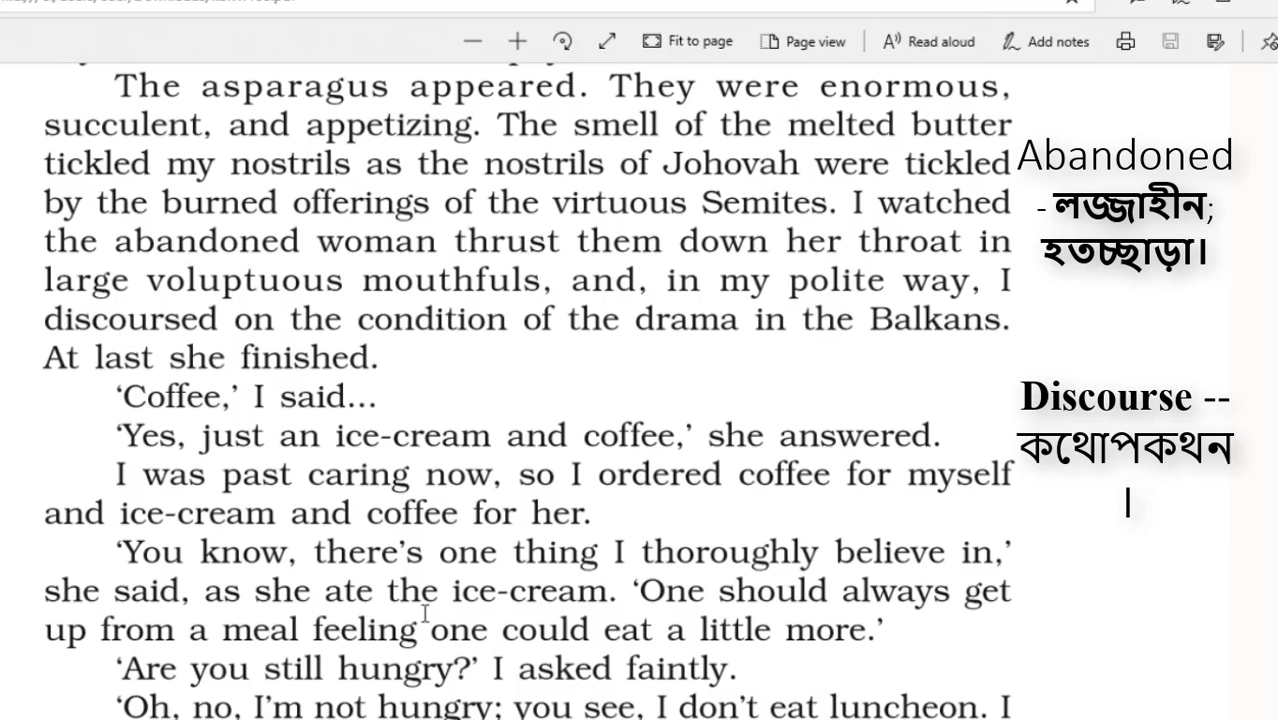 Fit to page
Page view
Read aloud
Add notes
The asparagus appeared. They were enormous,
succulent, and appetizing. The smell of the melted butter
tickled my nostrils as the nostrils of Johovah were tickled
by the burned offerings of the virtuous Semites. I watched
the abandoned woman thrust them down her throat in
large voluptuous mouthfuls, and, in my polite way, I
discoursed on the condition of the drama in the Balkans.
At last she finished.
‘Coffee,’ I said...
‘Yes, just an ice-cream and coffee,’ she answered.
I was past caring now, so I ordered coffee for myself
and ice-cream and coffee for her.
‘You know, there’s one thing I thoroughly believe in,’
she said, as she ate the ice-cream. ‘One should always get
up from a meal feeling one could eat a little more.’
‘Are you still hungry?’ I asked faintly.
‘Oh, no, I’m not hungry; you see, I don’t eat luncheon. I
Abandoned
- লজ্জাহীন;
হতচ্ছাড়া।
Discourse --
কথোপকথন
।